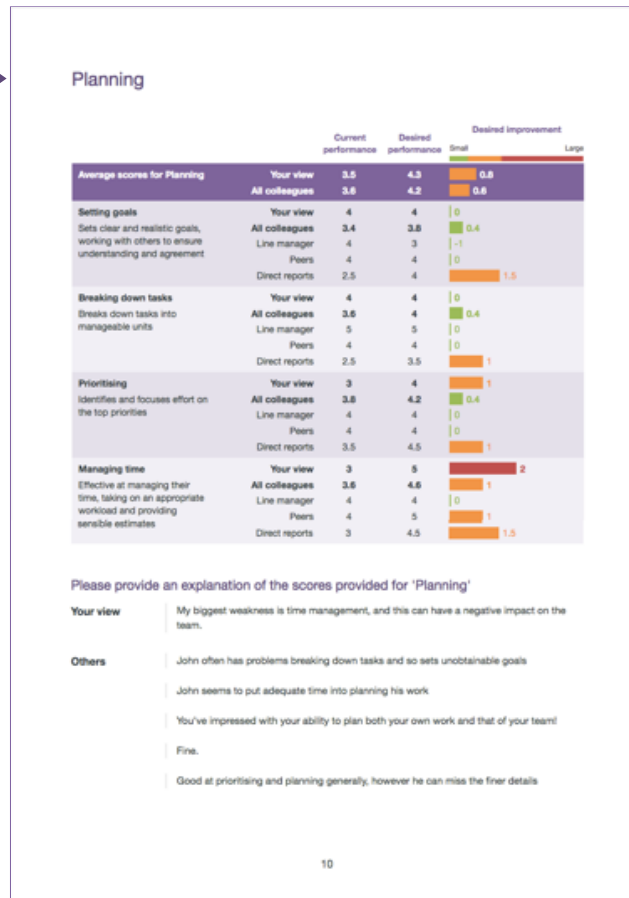 Planning
Current performance Desired performance Desired improvement
Small Large
Average scores for Planning Your view 3.5 4.3 0.8
All colleagues 3.6 4.2 0.6
Setting goals Your view 4 4 0
Sets clear and realistic goals, All colleagues 3.4 3.8 0.4
working with others to ensure Line manager 4 3 -1
understanding and agreement Peers 4 4 0
Direct reports 2.5 4 1.5
Breaking down tasks Your view 4 4 0
Breaks down tasks into All colleagues 3.6 4 0.4
manageable units Line manager 5 5 0
Peers 4 4 0
Direct reports 2.5 3.5 1
Prioritising Your view 3 4 1
Identifies and focuses effort on All colleagues 3.8 4.2 0.4
the top priorities Line manager 4 4 0
Peers 4 4 0
Direct reports 3.5 4.5 1
Managing time Your view 3 5 2
Effective at managing their All colleagues 3.6 4.6 1
time, taking on an appropriate Line manager 4 4 0
workload and providing Peers 4 5 1
sensible estimates Direct reports 3 4.5 1.5
Please provide an explanation of the scores provided for 'Planning'
Your view My biggest weakness is time management, and this can have a negative impact on the
team.
Others John often has problems breaking down tasks and so sets unobtainable goals
John seems to put adequate time into planning his work
You've impressed with your ability to plan both your own work and that of your team!
Fine.
Good at prioritising and planning generally, however he can miss the finer details
10